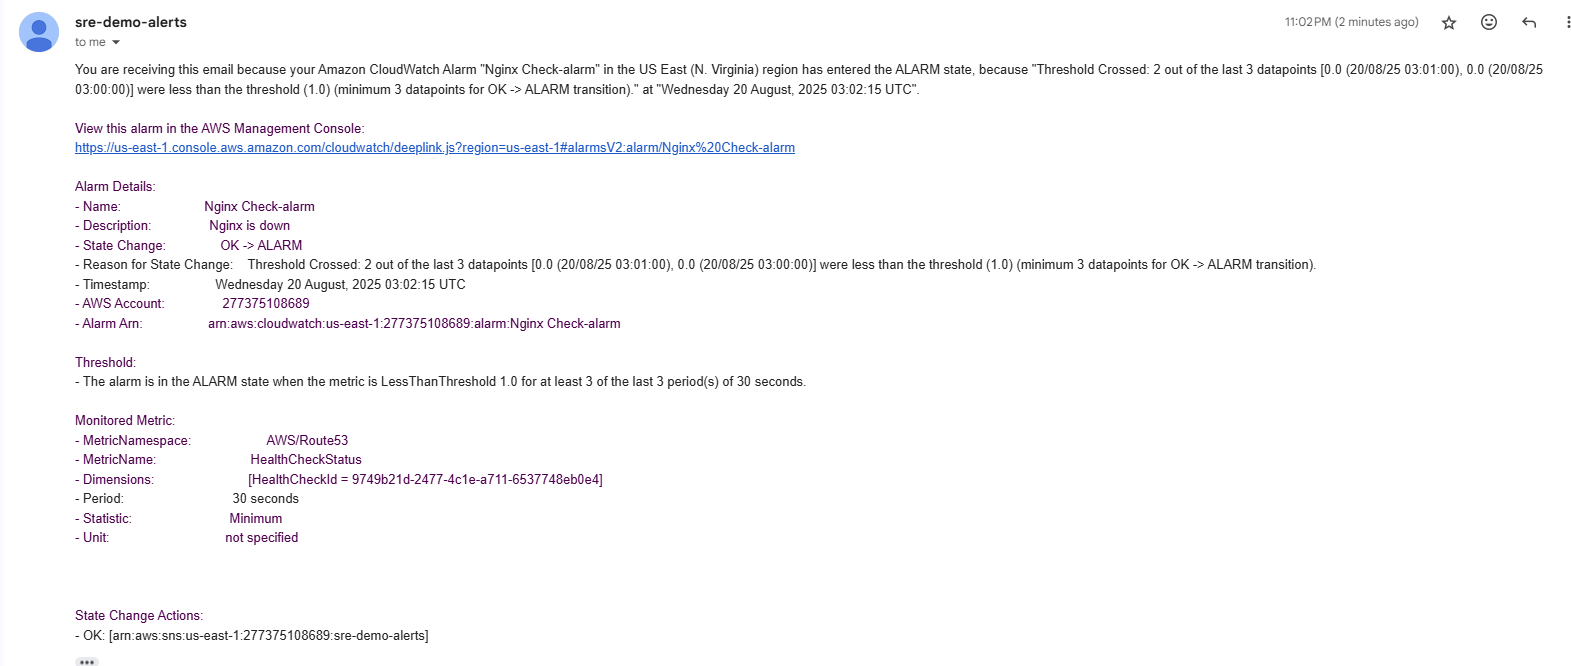 sre-demo-alerts
11:02 PM (2 minutes ago)
to me
You are receiving this email because your Amazon CloudWatch Alarm "Nginx Check-alarm" in the US East (N. Virginia) region has entered the ALARM state, because "Threshold Crossed: 2 out of the last 3 datapoints [0.0 (20/08/25 03:01:00), 0.0 (20/08/25
03:00:00)] were less than the threshold (1.0) (minimum 3 datapoints for OK -> ALARM transition)." at "Wednesday 20 August, 2025 03:02:15 UTC".
View this alarm in the AWS Management Console:
https://us-east-1.console.aws.amazon.com/cloudwatch/deeplink.js?region=us-east-1#alarmsV2:alarm/Nginx%20Check-alarm
Alarm Details:
- Name: Nginx Check-alarm
- Description: Nginx is down
- State Change: OK -> ALARM
- Reason for State Change: Threshold Crossed: 2 out of the last 3 datapoints [0.0 (20/08/25 03:01:00), 0.0 (20/08/25 03:00:00)] were less than the threshold (1.0) (minimum 3 datapoints for OK -> ALARM transition).
- Timestamp: Wednesday 20 August, 2025 03:02:15 UTC
- AWS Account: 277375108689
- Alarm Arn: arn:aws:cloudwatch:us-east-1:277375108689:alarm:Nginx Check-alarm
Threshold:
- The alarm is in the ALARM state when the metric is LessThanThreshold 1.0 for at least 3 of the last 3 period(s) of 30 seconds.
Monitored Metric:
- MetricNamespace: AWS/Route53
- MetricName: HealthCheckStatus
- Dimensions: [HealthCheckId = 9749b21d-2477-4c1e-a711-6537748eb0e4]
- Period: 30 seconds
- Statistic: Minimum
- Unit: not specified
State Change Actions:
- OK: [arn:aws:sns:us-east-1:277375108689:sre-demo-alerts]